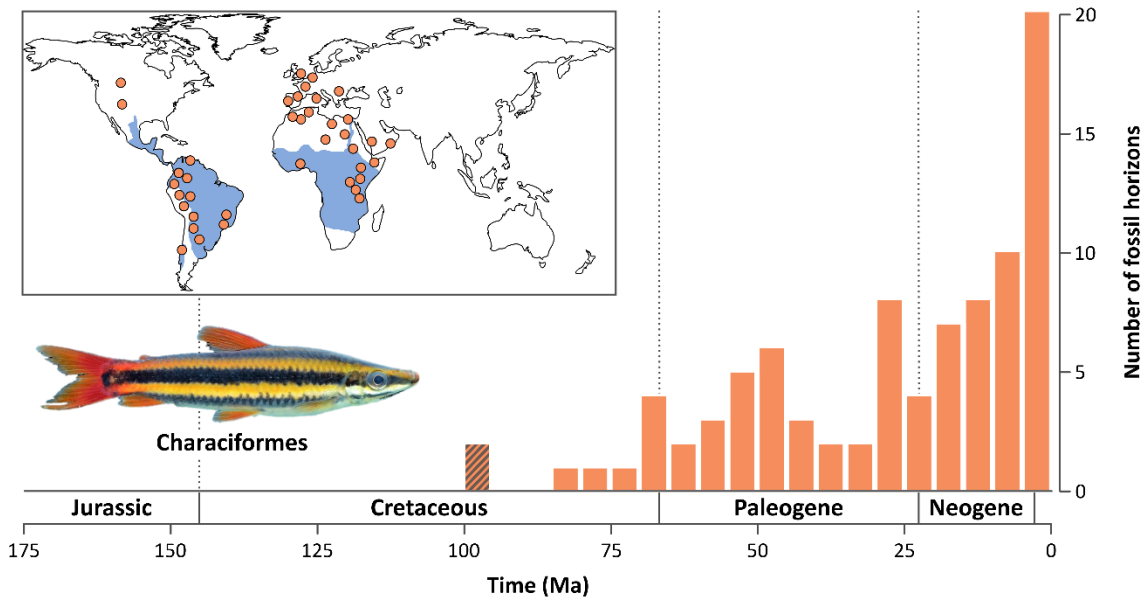 20
15
10
5
0
Number of fossil horizons
Characiformes
Jurassic
Cretaceous
Paleogene
Neogene
175
150
125
100
75
50
25
0
Time (Ma)